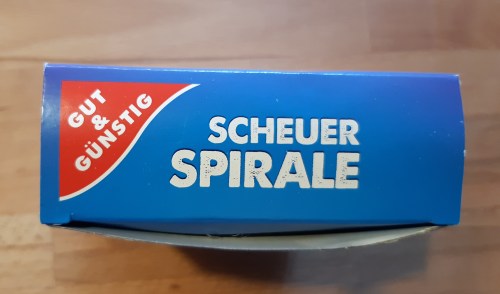 GUT
&
GÜNSTIG
SCHEUER
SPIRALE